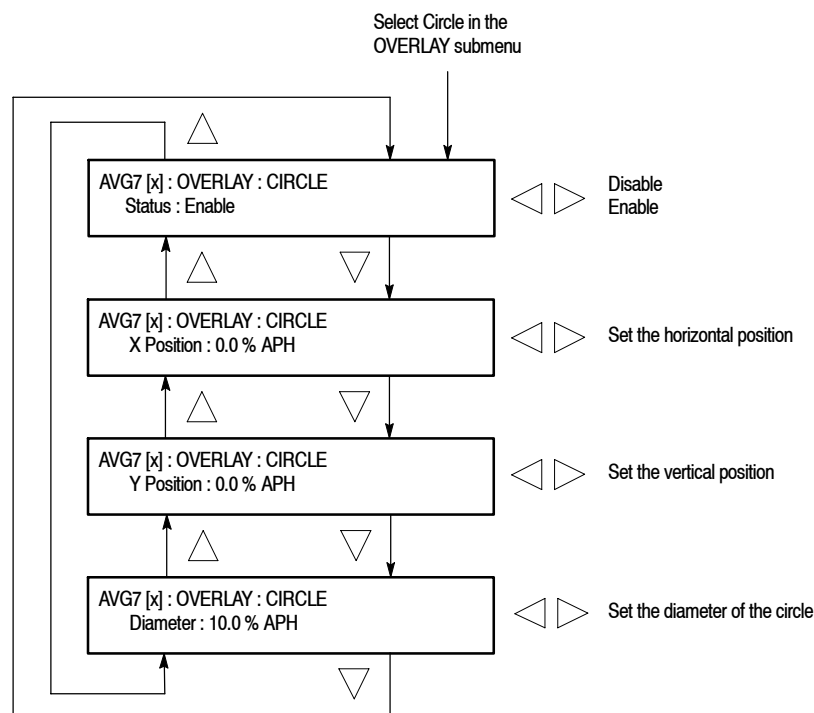 Select Circle in the
OVERLAY submenu
AVG7 [x] : OVERLAY : CIRCLE
Status : Enable
Disable
Enable
AVG7 [x] : OVERLAY : CIRCLE
X Position : 0.0 % APH
Set the horizontal position
AVG7 [x] : OVERLAY : CIRCLE
Y Position : 0.0 % APH
Set the vertical position
AVG7 [x] : OVERLAY : CIRCLE
Diameter : 10.0 % APH
Set the diameter of the circle